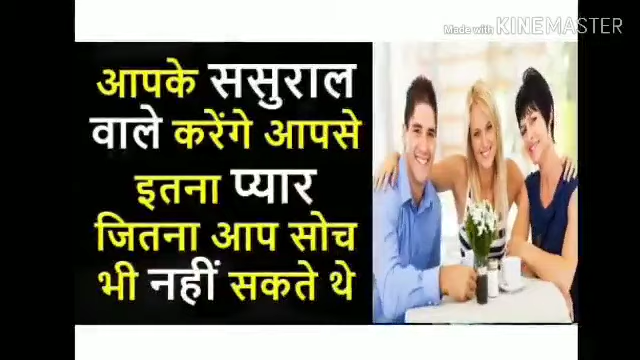 Made with KINEMASTER
आपके ससुराल
वाले करेंगे आपसे
इतना प्यार
जितना आप सोच
भी नहीं सकते थे